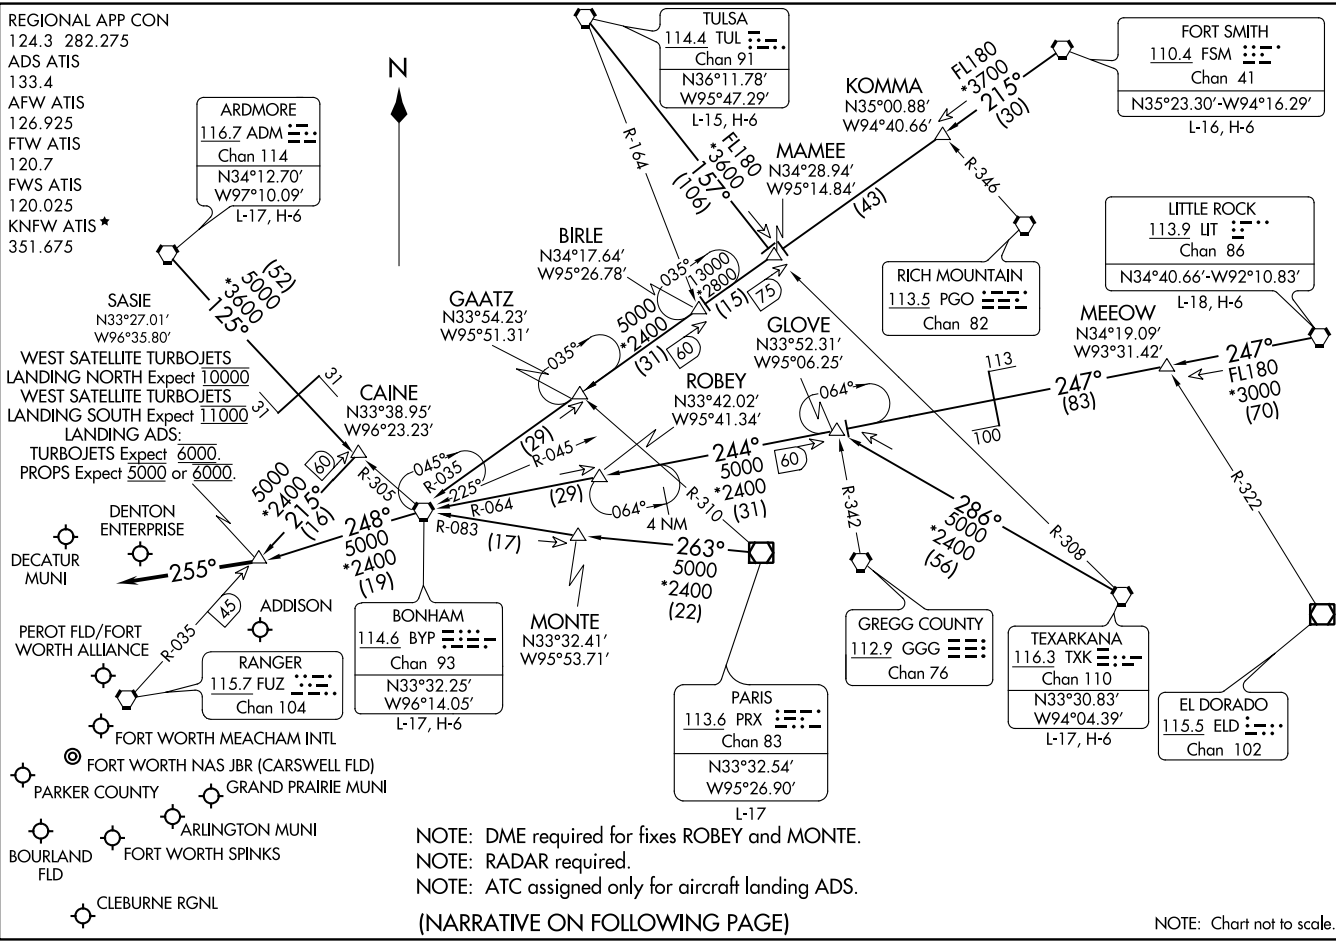 REGIONAL APP CON
124.3 282.275
ADS ATIS
133.4
AFW ATIS
126.925
FTW ATIS
120.7
FWS ATIS
120.025
KNFW ATIS ★
351.675
N
ARDMORE
116.7 ADM
Chan 114
N34°12.70'
W97°10.09'
L-17, H-6
TULSA
114.4 TUL
Chan 91
N36°11.78'
W95°47.29'
L-15, H-6
FORT SMITH
110.4 FSM
Chan 41
N35°23.30'-W94°16.29'
L-16, H-6
KOMMA
N35°00.88'
W94°40.66'
FL180
*3700
215°
(30)
R-346
MAMEE
N34°28.94'
W95°14.84'
(43)
R-164
FL180
*3600
157°
(106)
RICH MOUNTAIN
113.5 PGO
Chan 82
LITTLE ROCK
113.9 LIT
Chan 86
N34°40.66'-W92°10.83'
L-18, H-6
MEEOW
N34°19.09'
W93°31.42'
247°
FL180
*3000
(70)
247°
(83)
113
100
R-322
BIRLE
N34°17.64'
W95°26.78'
035°
13000
*2800
(15)
75
GAATZ
N33°54.23'
W95°51.31'
035°
5000
*2400
(31)
60
GLOVE
N33°52.31'
W95°06.25'
064°
ROBEY
N33°42.02'
W95°41.34'
244°
5000
*2400
(31)
60
064°
4 NM
(52)
5000
*3600
125°
SASIE
N33°27.01'
W96°35.80'
WEST SATELLITE TURBOJETS
LANDING NORTH Expect 10000
WEST SATELLITE TURBOJETS
LANDING SOUTH Expect 11000
LANDING ADS:
TURBOJETS Expect 6000.
PROPS Expect 5000 or 6000.
31
31
CAINE
N33°38.95'
W96°23.23'
60
5000
*2400
215°
(16)
R-305
045°
R-035
225°
R-045
(29)
R-064
(29)
R-083
(17)
R-310
263°
5000
*2400
(22)
R-342
286°
5000
*2400
(56)
R-308
248°
5000
*2400
(19)
255°
DENTON
ENTERPRISE
DECATUR
MUNI
R-035
45
ADDISON
PEROT FLD/FORT
WORTH ALLIANCE
RANGER
115.7 FUZ
Chan 104
BONHAM
114.6 BYP
Chan 93
N33°32.25'
W96°14.05'
L-17, H-6
MONTE
N33°32.41'
W95°53.71'
PARIS
113.6 PRX
Chan 83
N33°32.54'
W95°26.90'
L-17
GREGG COUNTY
112.9 GGG
Chan 76
TEXARKANA
116.3 TXK
Chan 110
N33°30.83'
W94°04.39'
L-17, H-6
EL DORADO
115.5 ELD
Chan 102
FORT WORTH MEACHAM INTL
FORT WORTH NAS JBR (CARSWELL FLD)
PARKER COUNTY
GRAND PRAIRIE MUNI
ARLINGTON MUNI
BOURLAND
FLD
FORT WORTH SPINKS
CLEBURNE RGNL
NOTE: DME required for fixes ROBEY and MONTE.
NOTE: RADAR required.
NOTE: ATC assigned only for aircraft landing ADS.
(NARRATIVE ON FOLLOWING PAGE)
NOTE: Chart not to scale.